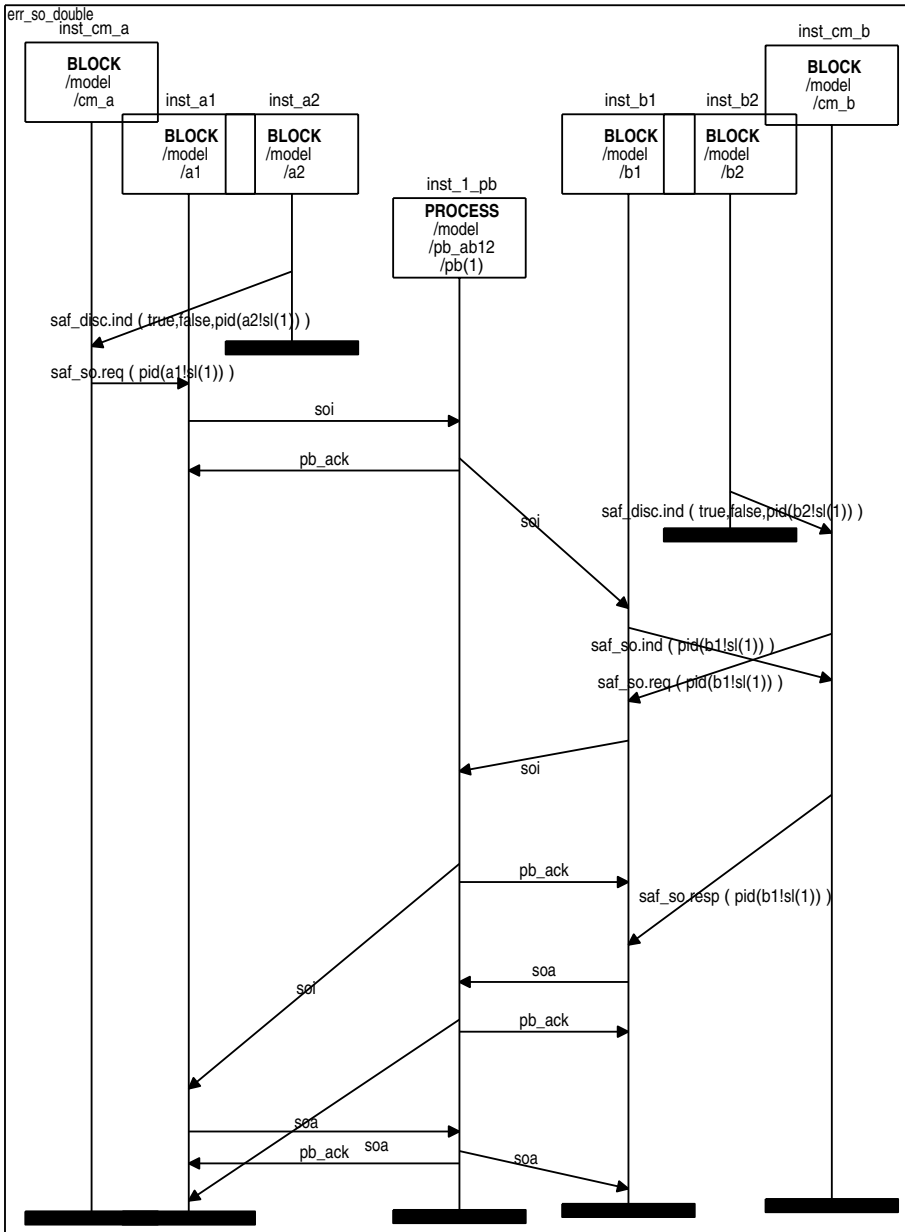 err_so_double
inst_cm_a
inst_cm_b
BLOCK
/model
/cm_a
BLOCK
/model
/cm_b
inst_a1
inst_a2
inst_b1
inst_b2
BLOCK
/model
/a1
BLOCK
/model
/a2
BLOCK
/model
/b1
BLOCK
/model
/b2
inst_1_pb
PROCESS
/model
/pb_ab12
/pb(1)
saf_disc.ind ( true,false,pid(a2!sl(1)) )
saf_so.req ( pid(a1!sl(1)) )
soi
pb_ack
soi
saf_disc.ind ( true,false,pid(b2!sl(1)) )
saf_so.ind ( pid(b1!sl(1)) )
saf_so.req ( pid(b1!sl(1)) )
soi
pb_ack
saf_so.resp ( pid(b1!sl(1)) )
soa
soi
pb_ack
soa
soa
pb_ack
soa